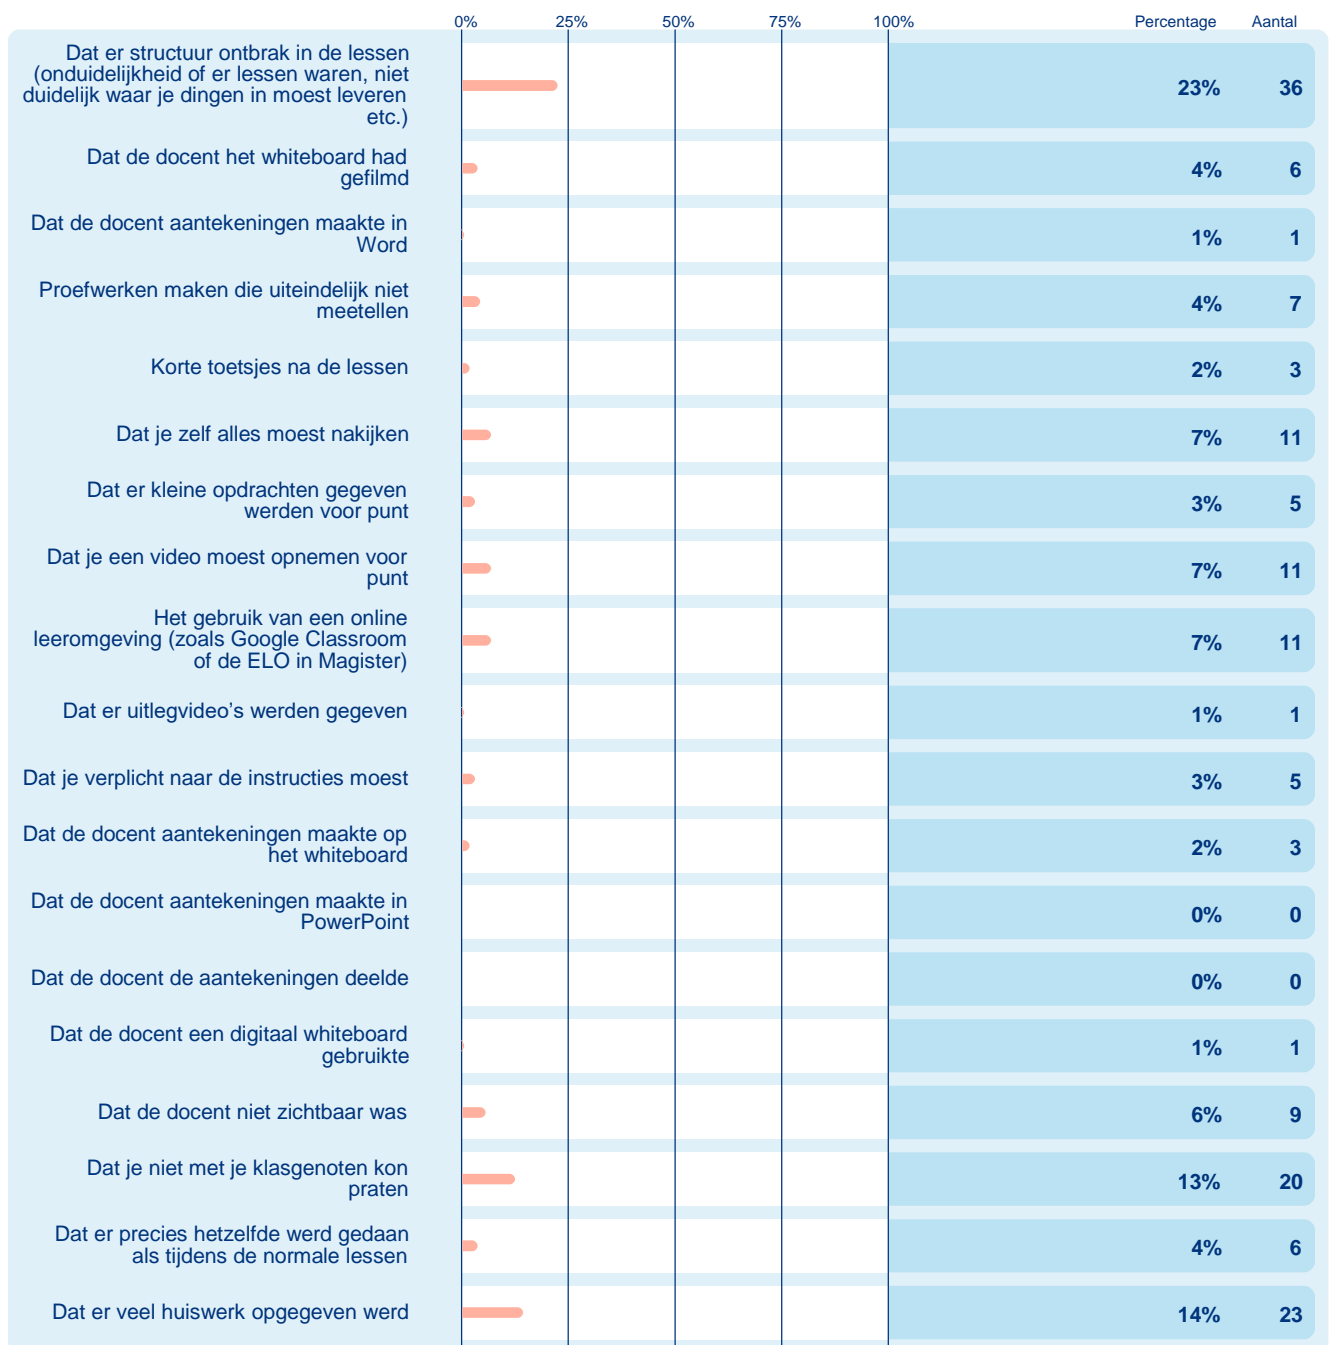 0% 25% 50% 75% 100% Percentage Aantal
Dat er structuur ontbrak in de lessen
(onduidelijkheid of er lessen waren, niet
duidelijk waar je dingen in moest leveren
etc.)
23% 36
Dat de docent het whiteboard had
gefilmd
4% 6
Dat de docent aantekeningen maakte in
Word
1% 1
Proefwerken maken die uiteindelijk niet
meetellen
4% 7
Korte toetsjes na de lessen
2% 3
Dat je zelf alles moest nakijken
7% 11
Dat er kleine opdrachten gegeven
werden voor punt
3% 5
Dat je een video moest opnemen voor
punt
7% 11
Het gebruik van een online
leeromgeving (zoals Google Classroom
of de ELO in Magister)
7% 11
Dat er uitlegvideo’s werden gegeven
1% 1
Dat je verplicht naar de instructies moest
3% 5
Dat de docent aantekeningen maakte op
het whiteboard
2% 3
Dat de docent aantekeningen maakte in
PowerPoint
0% 0
Dat de docent de aantekeningen deelde
0% 0
Dat de docent een digitaal whiteboard
gebruikte
1% 1
Dat de docent niet zichtbaar was
6% 9
Dat je niet met je klasgenoten kon
praten
13% 20
Dat er precies hetzelfde werd gedaan
als tijdens de normale lessen
4% 6
Dat er veel huiswerk opgegeven werd
14% 23